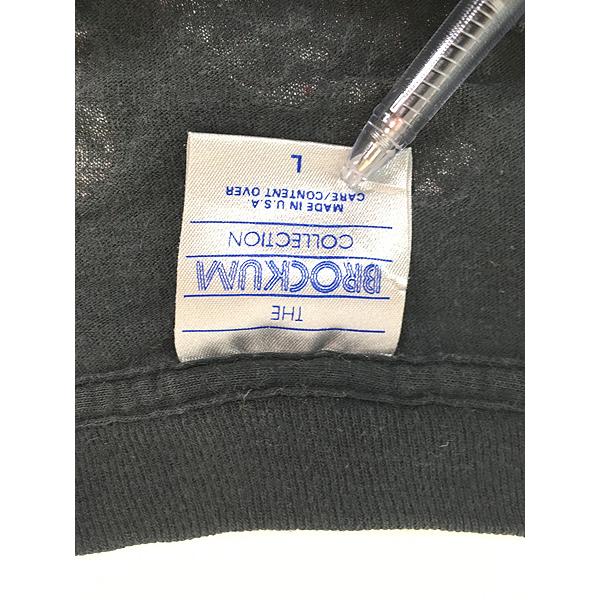 THE
BROCKUM
COLLECTION
MADE IN U.S.A.
CARE/CONTENT OVER
L